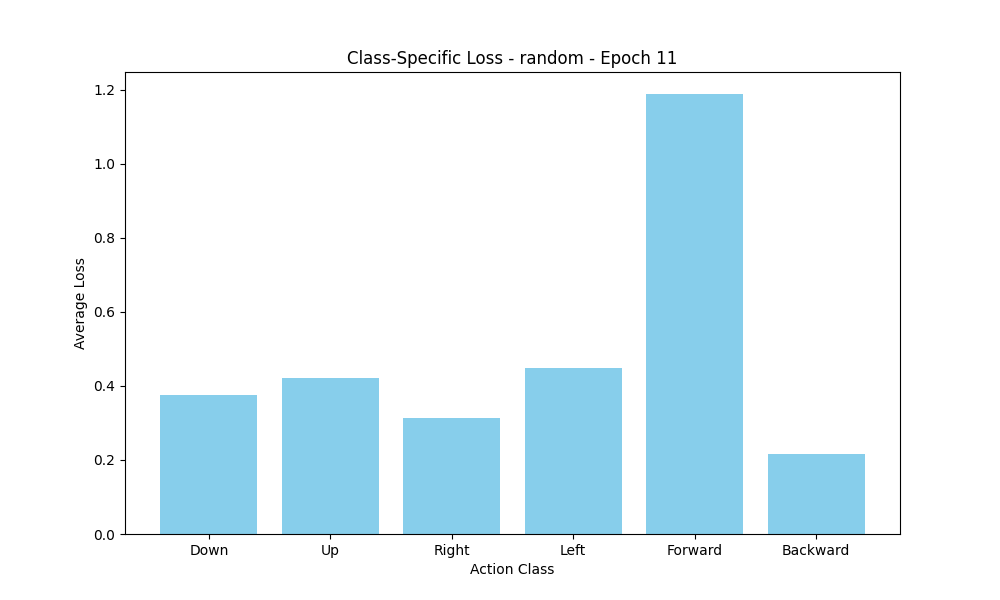 Class-Specific Loss - random - Epoch 11
1.2
1.0
0.8
0.6
0.4
0.2
0.0
Average Loss
Down Up Right Left Forward Backward
Action Class